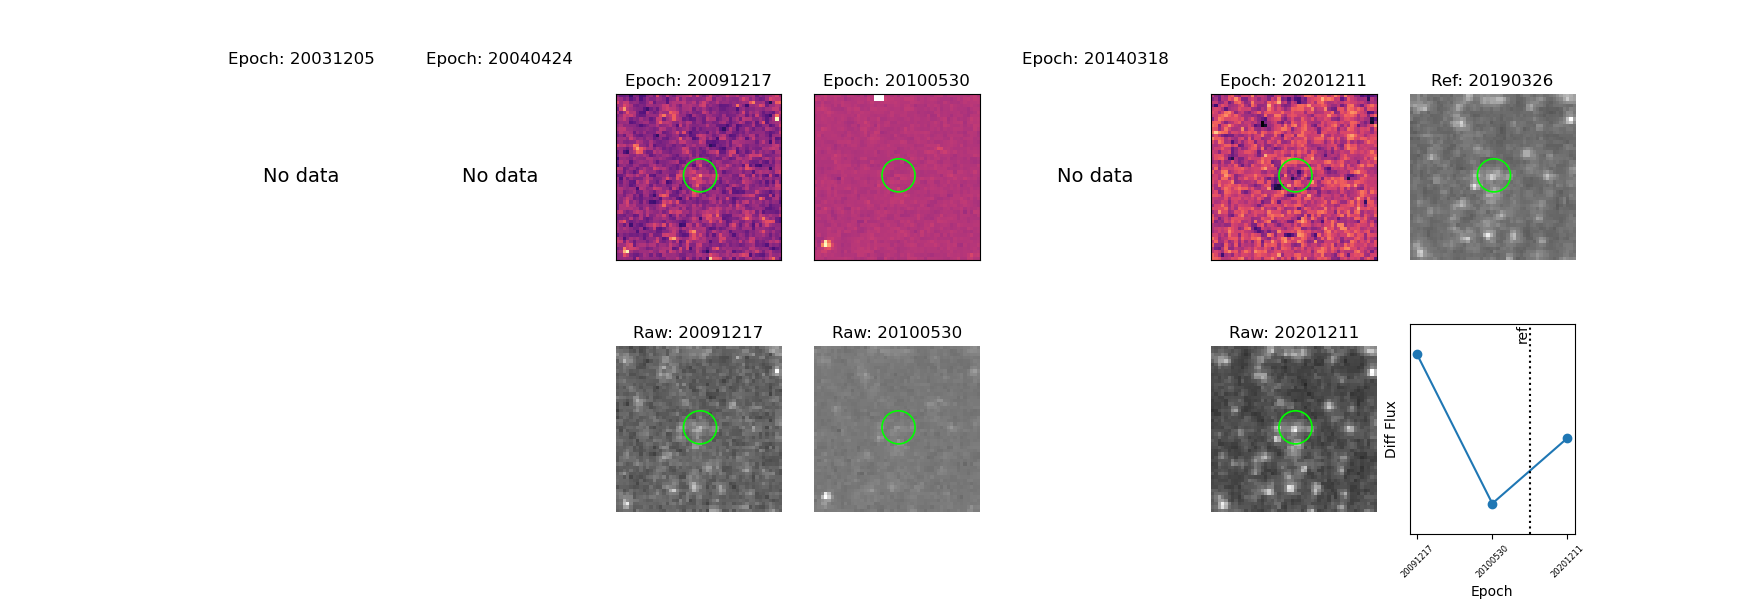 Epoch: 20031205
Epoch: 20040424
Epoch: 20091217
Epoch: 20100530
Epoch: 20140318
Epoch: 20201211
Ref: 20190326
No data
No data
No data
Raw: 20091217
Raw: 20100530
Raw: 20201211
ref
Diff Flux
20091217
20100530
20201211
Epoch